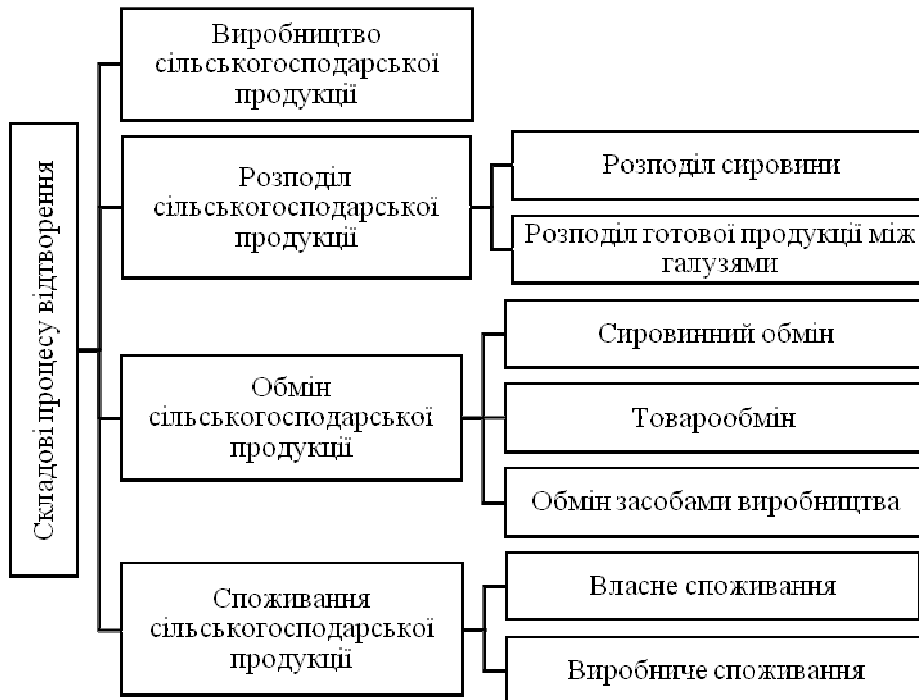 Складові процесу відтворення
Виробництво
сільськогосподарської
продукції
Розподіл
сільськогосподарської
продукції
Розподіл сировини
Розподіл готової продукції між
галузями
Обмін
сільськогосподарської
продукції
Сировинний обмін
Товарообмін
Обмін засобами виробництва
Споживання
сільськогосподарської
продукції
Власне споживання
Виробниче споживання